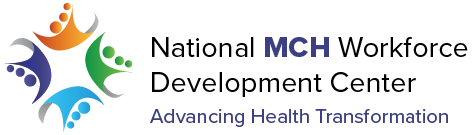 National MCH Workforce
Development Center
Advancing Health Transformation